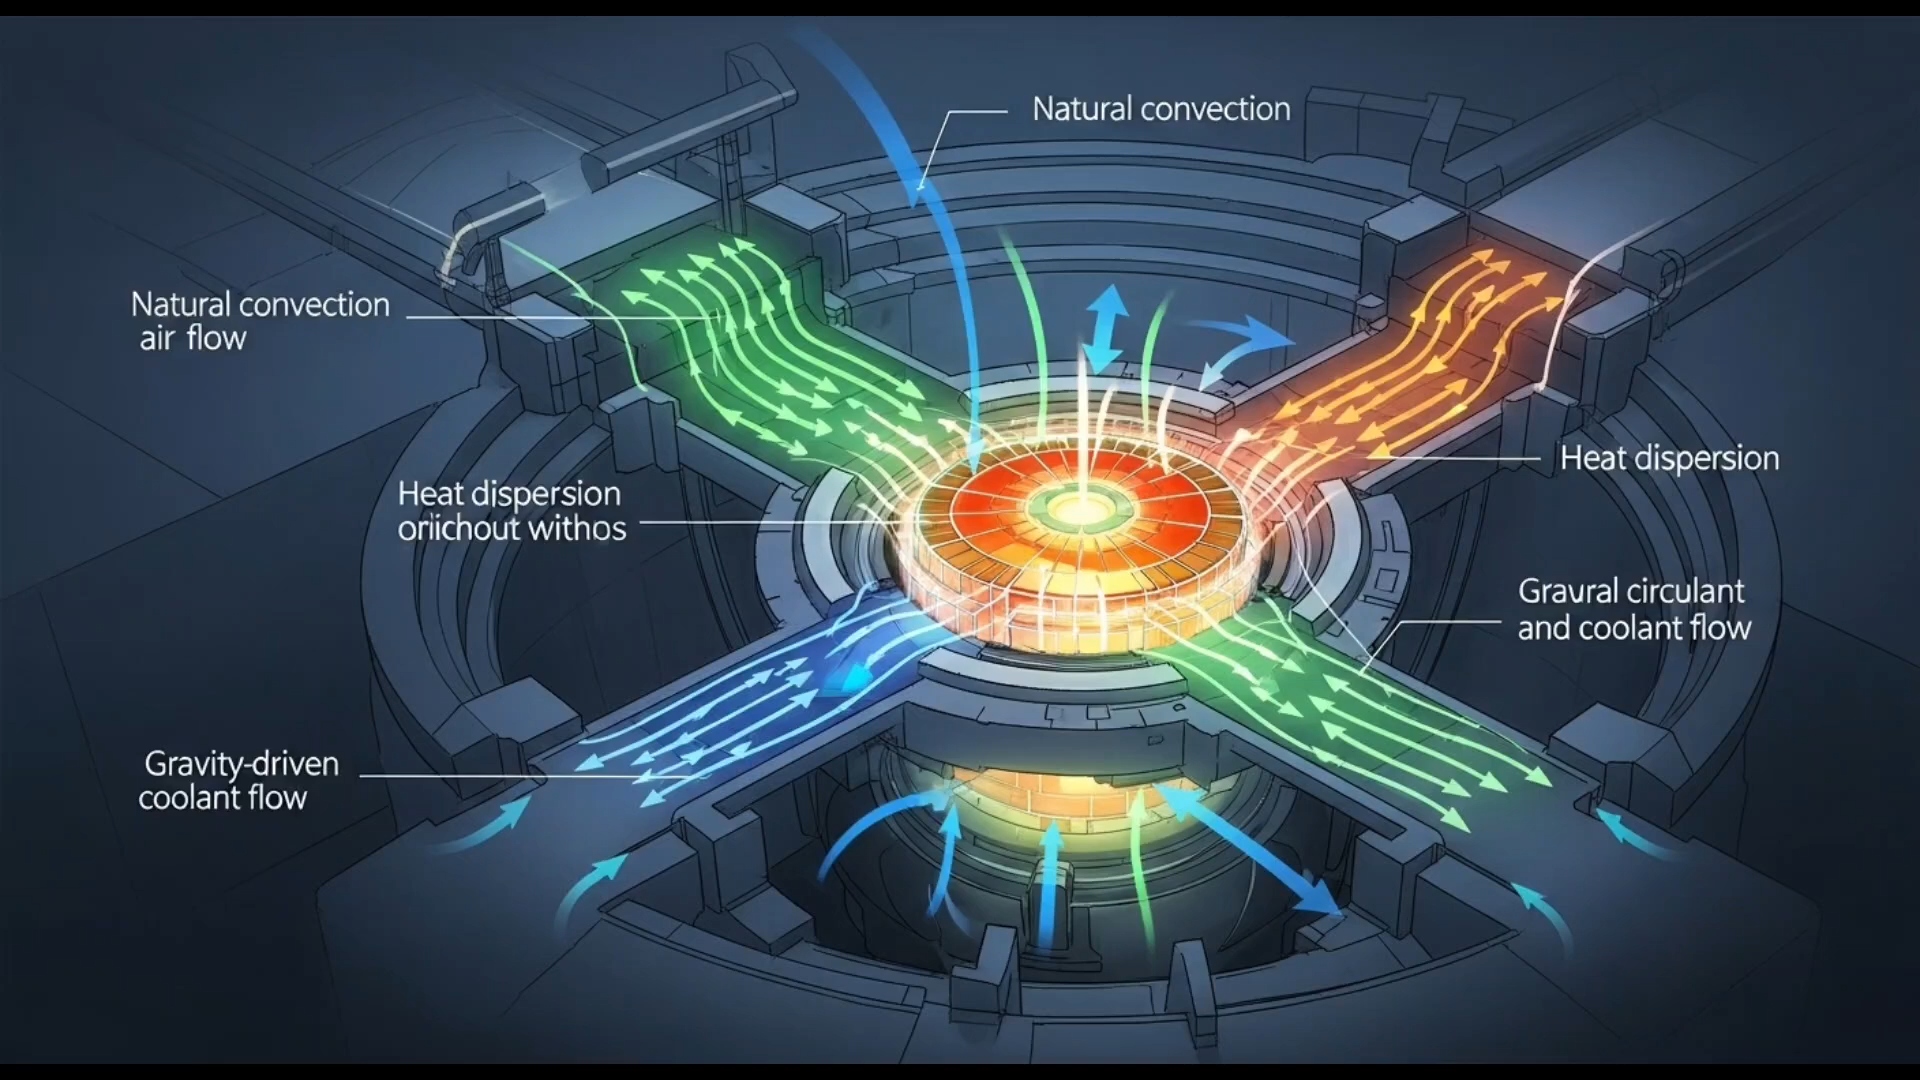 Natural convection
Natural convection
air flow
Heat dispersion
Heat dispersion
oriichout withos
Gravral circulant
and coolant flow
Gravity-driven
coolant flow